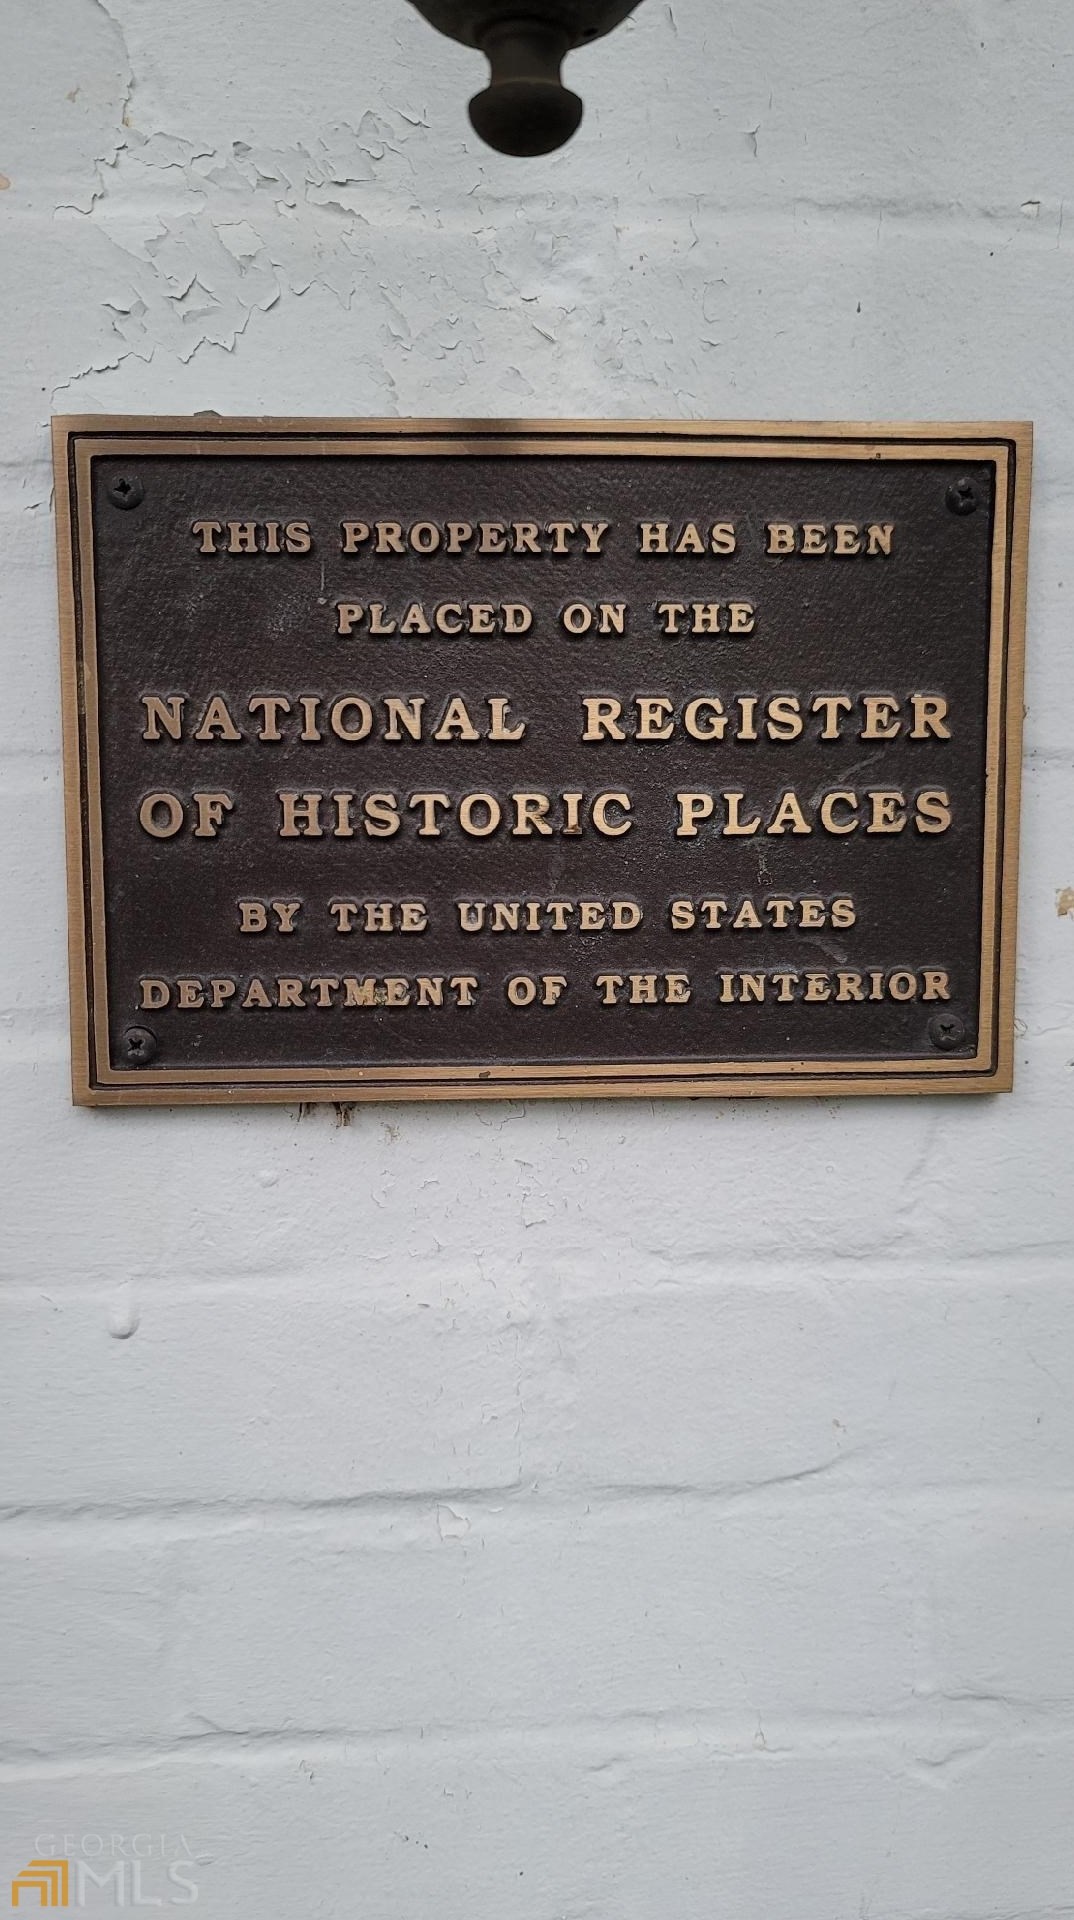 THIS PROPERTY HAS BEEN
PLACED ON THE
NATIONAL REGISTER
OF HISTORIC PLACES
BY THE UNITED STATES
DEPARTMENT OF THE INTERIOR
GEORGIA
MLS